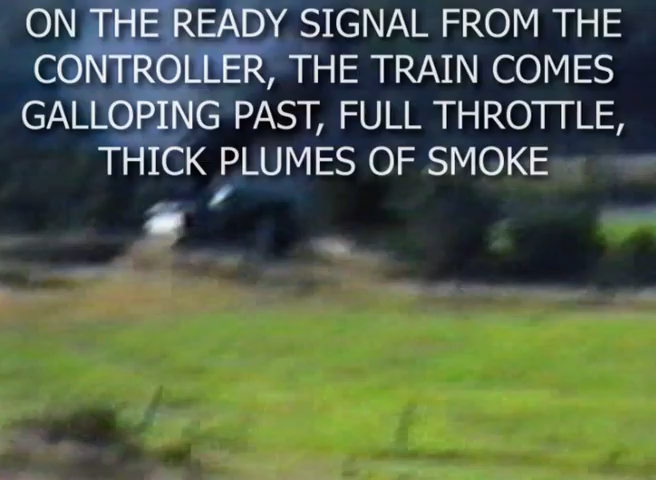 ON THE READY SIGNAL FROM THE
CONTROLLER, THE TRAIN COMES
GALLOPING PAST, FULL THROTTLE,
THICK PLUMES OF SMOKE